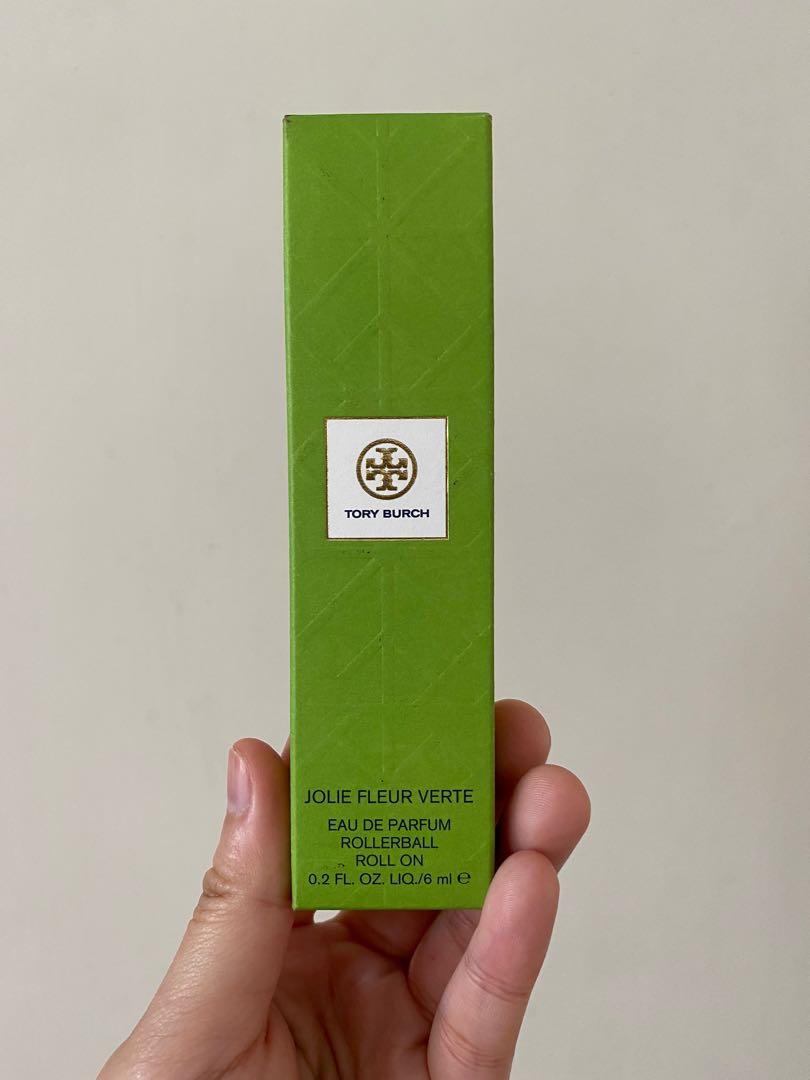 TORY BURCH
JOLIE FLEUR VERTE
EAU DE PARFUM
ROLLERBALL
ROLL ON
0.2 FL. OZ. LIQ./6 ml ℮